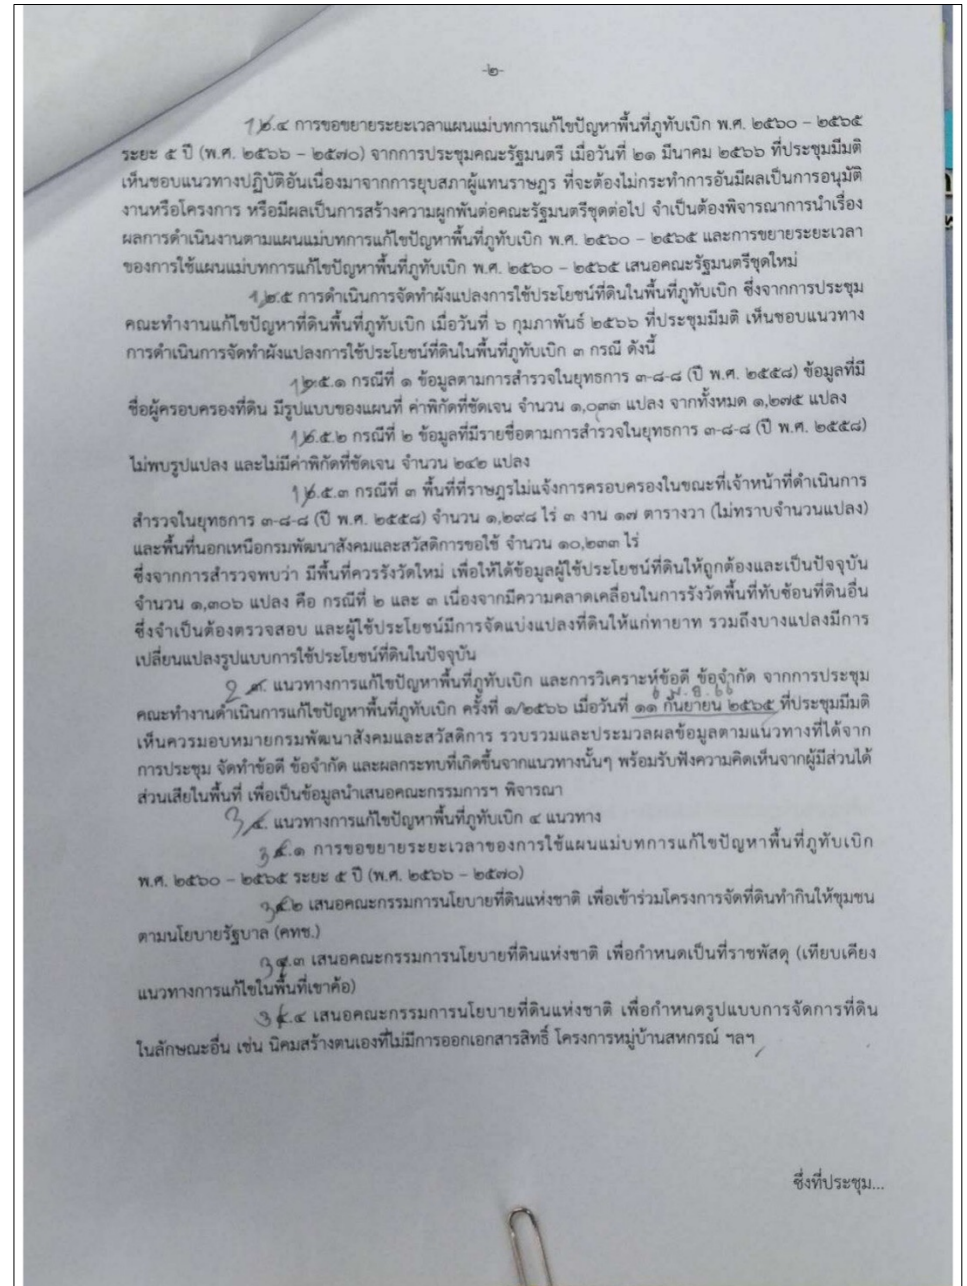 -๒-
๒.๔ การขอขยายระยะเวลาแผนแม่บทการแก้ไขปัญหาพื้นที่ภูทับเบิก พ.ศ. ๒๕๖๐ – ๒๕๖๕
ระยะ ๕ ปี (พ.ศ. ๒๕๖๖ – ๒๕๗๐) จากการประชุมคณะรัฐมนตรี เมื่อวันที่ ๒๑ มีนาคม ๒๕๖๖ ที่ประชุมมีมติ
เห็นชอบแนวทางปฏิบัติอันเนื่องมาจากการยุบสภาผู้แทนราษฎร ที่จะต้องไม่กระทำการอันมีผลเป็นการอนุมัติ
งานหรือโครงการ หรือมีผลเป็นการสร้างความผูกพันต่อคณะรัฐมนตรีชุดต่อไป จำเป็นต้องพิจารณาการนำเรื่อง
ผลการดำเนินงานตามแผนแม่บทการแก้ไขปัญหาพื้นที่ภูทับเบิก พ.ศ. ๒๕๖๐ – ๒๕๖๕ และการขยายระยะเวลา
ของการใช้แผนแม่บทการแก้ไขปัญหาพื้นที่ภูทับเบิก พ.ศ. ๒๕๖๐ – ๒๕๖๕ เสนอคณะรัฐมนตรีชุดใหม่
1 ๒.๕ การดำเนินการจัดทำผังแปลงการใช้ประโยชน์ที่ดินในพื้นที่ภูทับเบิก ซึ่งจากการประชุม
คณะทำงานแก้ไขปัญหาที่ดินพื้นที่ภูทับเบิก เมื่อวันที่ ๖ กุมภาพันธ์ ๒๕๖๖ ที่ประชุมมีมติ เห็นชอบแนวทาง
การดำเนินการจัดทำผังแปลงการใช้ประโยชน์ที่ดินในพื้นที่ภูทับเบิก ๓ กรณี ดังนี้
1 ๒.๕.๑ กรณีที่ ๑ ข้อมูลตามการสำรวจในยุทธการ ๓-๘-๘ (ปี พ.ศ. ๒๕๕๘) ข้อมูลที่มี
ชื่อผู้ครอบครองที่ดิน มีรูปแบบของแผนที่ ค่าพิกัดที่ชัดเจน จำนวน ๑,๐๓๓ แปลง จากทั้งหมด ๑,๒๗๕ แปลง
1 ๒.๕.๒ กรณีที่ ๒ ข้อมูลที่มีรายชื่อตามการสำรวจในยุทธการ ๓-๘-๘ (ปี พ.ศ. ๒๕๕๘)
ไม่พบรูปแปลง และไม่มีค่าพิกัดที่ชัดเจน จำนวน ๒๔๒ แปลง
1 ๒.๕.๓ กรณีที่ ๓ พื้นที่ที่ราษฎรไม่แจ้งการครอบครองในขณะที่เจ้าหน้าที่ดำเนินการ
สำรวจในยุทธการ ๓-๘-๘ (ปี พ.ศ. ๒๕๕๘) จำนวน ๑,๒๙๘ ไร่ ๓ งาน ๑๗ ตารางวา (ไม่ทราบจำนวนแปลง)
และพื้นที่นอกเหนือกรมพัฒนาสังคมและสวัสดิการขอใช้ จำนวน ๑๐,๒๓๓ ไร่
ซึ่งจากการสำรวจพบว่า มีพื้นที่ควรรังวัดใหม่ เพื่อให้ได้ข้อมูลผู้ใช้ประโยชน์ที่ดินให้ถูกต้องและเป็นปัจจุบัน
จำนวน ๑,๓๐๖ แปลง คือ กรณีที่ ๒ และ ๓ เนื่องจากมีความคลาดเคลื่อนในการรังวัดพื้นที่ทับซ้อนที่ดินอื่น
ซึ่งจำเป็นต้องตรวจสอบ และผู้ใช้ประโยชน์มีการจัดแบ่งแปลงที่ดินให้แก่ทายาท รวมถึงบางแปลงมีการ
เปลี่ยนแปลงรูปแบบการใช้ประโยชน์ที่ดินในปัจจุบัน
2 ๓. แนวทางการแก้ไขปัญหาพื้นที่ภูทับเบิก และการวิเคราะห์ข้อดี ข้อจำกัด จากการประชุม
คณะทำงานดำเนินการแก้ไขปัญหาพื้นที่ภูทับเบิก ครั้งที่ ๑/๒๕๖๖ เมื่อวันที่ ๑๑ กันยายน ๒๕๖๕ ที่ประชุมมีมติ
เห็นควรมอบหมายกรมพัฒนาสังคมและสวัสดิการ รวบรวมและประมวลผลข้อมูลตามแนวทางที่ได้จาก
การประชุม จัดทำข้อดี ข้อจำกัด และผลกระทบที่เกิดขึ้นจากแนวทางนั้นๆ พร้อมรับฟังความคิดเห็นจากผู้มีส่วนได้
ส่วนเสียในพื้นที่ เพื่อเป็นข้อมูลนำเสนอคณะกรรมการฯ พิจารณา
3 ๔. แนวทางการแก้ไขปัญหาพื้นที่ภูทับเบิก ๔ แนวทาง
3 ๔.๑ การขอขยายระยะเวลาของการใช้แผนแม่บทการแก้ไขปัญหาพื้นที่ภูทับเบิก
พ.ศ. ๒๕๖๐ – ๒๕๖๕ ระยะ ๕ ปี (พ.ศ. ๒๕๖๖ – ๒๕๗๐)
3 ๔.๒ เสนอคณะกรรมการนโยบายที่ดินแห่งชาติ เพื่อเข้าร่วมโครงการจัดที่ดินทำกินให้ชุมชน
ตามนโยบายรัฐบาล (คทช.)
3 ๔.๓ เสนอคณะกรรมการนโยบายที่ดินแห่งชาติ เพื่อกำหนดเป็นที่ราชพัสดุ (เทียบเคียง
แนวทางการแก้ไขในพื้นที่เขาค้อ)
3 ๔.๔ เสนอคณะกรรมการนโยบายที่ดินแห่งชาติ เพื่อกำหนดรูปแบบการจัดการที่ดิน
ในลักษณะอื่น เช่น นิคมสร้างตนเองที่ไม่มีการออกเอกสารสิทธิ์ โครงการหมู่บ้านสหกรณ์ ฯลฯ
ซึ่งที่ประชุม...